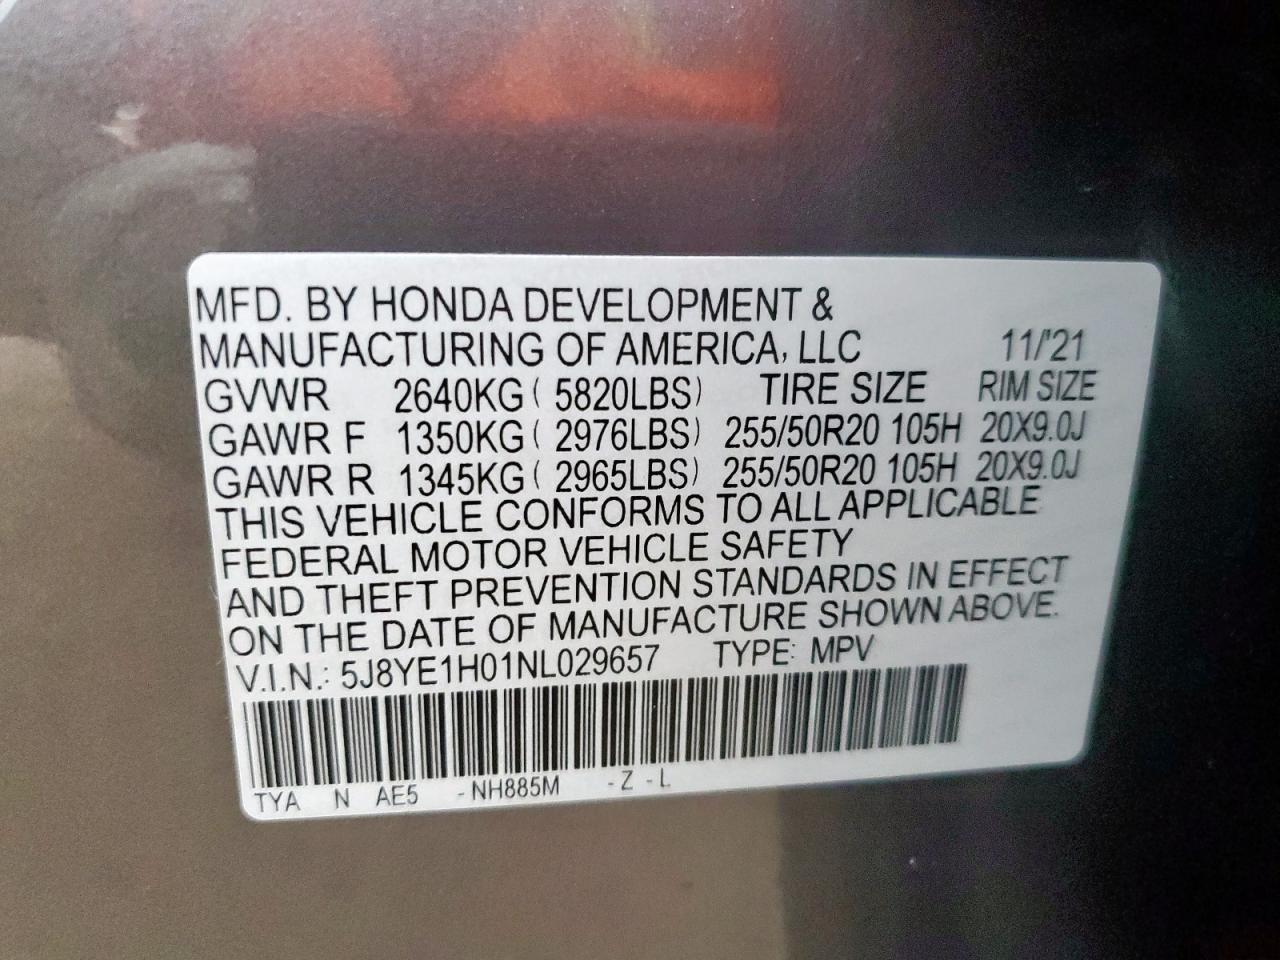 MFD. BY HONDA DEVELOPMENT &
MANUFACTURING OF AMERICA, LLC 11/'21
GVWR 2640KG ( 5820LBS) TIRE SIZE RIM SIZE
GAWR F 1350KG ( 2976LBS) 255/50R20 105H 20X9.0J
GAWR R 1345KG ( 2965LBS) 255/50R20 105H 20X9.0J
THIS VEHICLE CONFORMS TO ALL APPLICABLE
FEDERAL MOTOR VEHICLE SAFETY
AND THEFT PREVENTION STANDARDS IN EFFECT
ON THE DATE OF MANUFACTURE SHOWN ABOVE.
V.I.N.: 5J8YE1H01NL029657 TYPE: MPV
TYA N AE5 -NH885M -Z -L